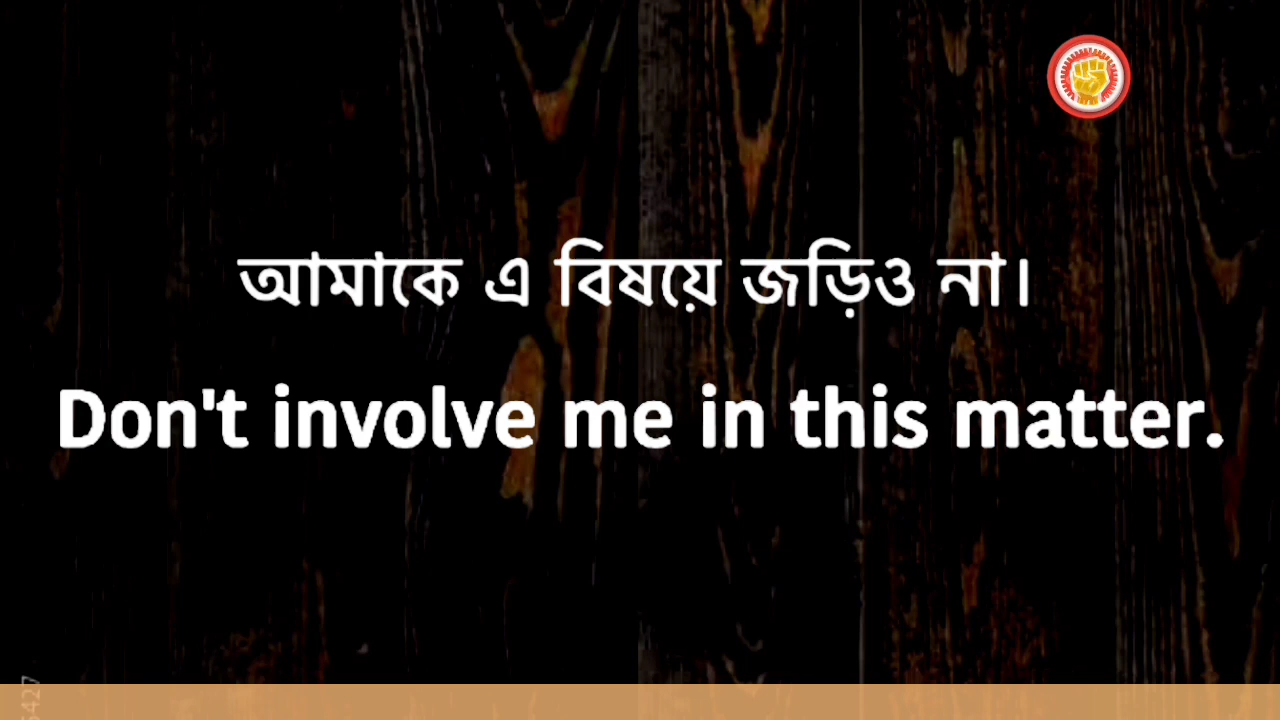 আমাকে এ বিষয়ে জড়িও না।
Don't involve me in this matter.